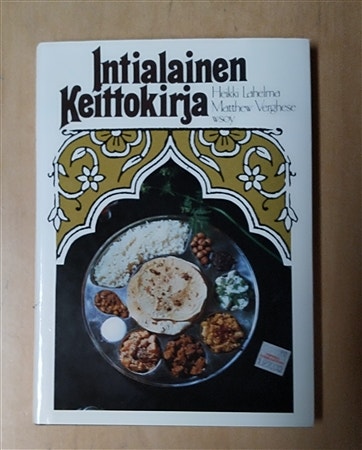 Intialainen
Keittokirja
Heikki Lahelma
Matthew Verghese
wsoy